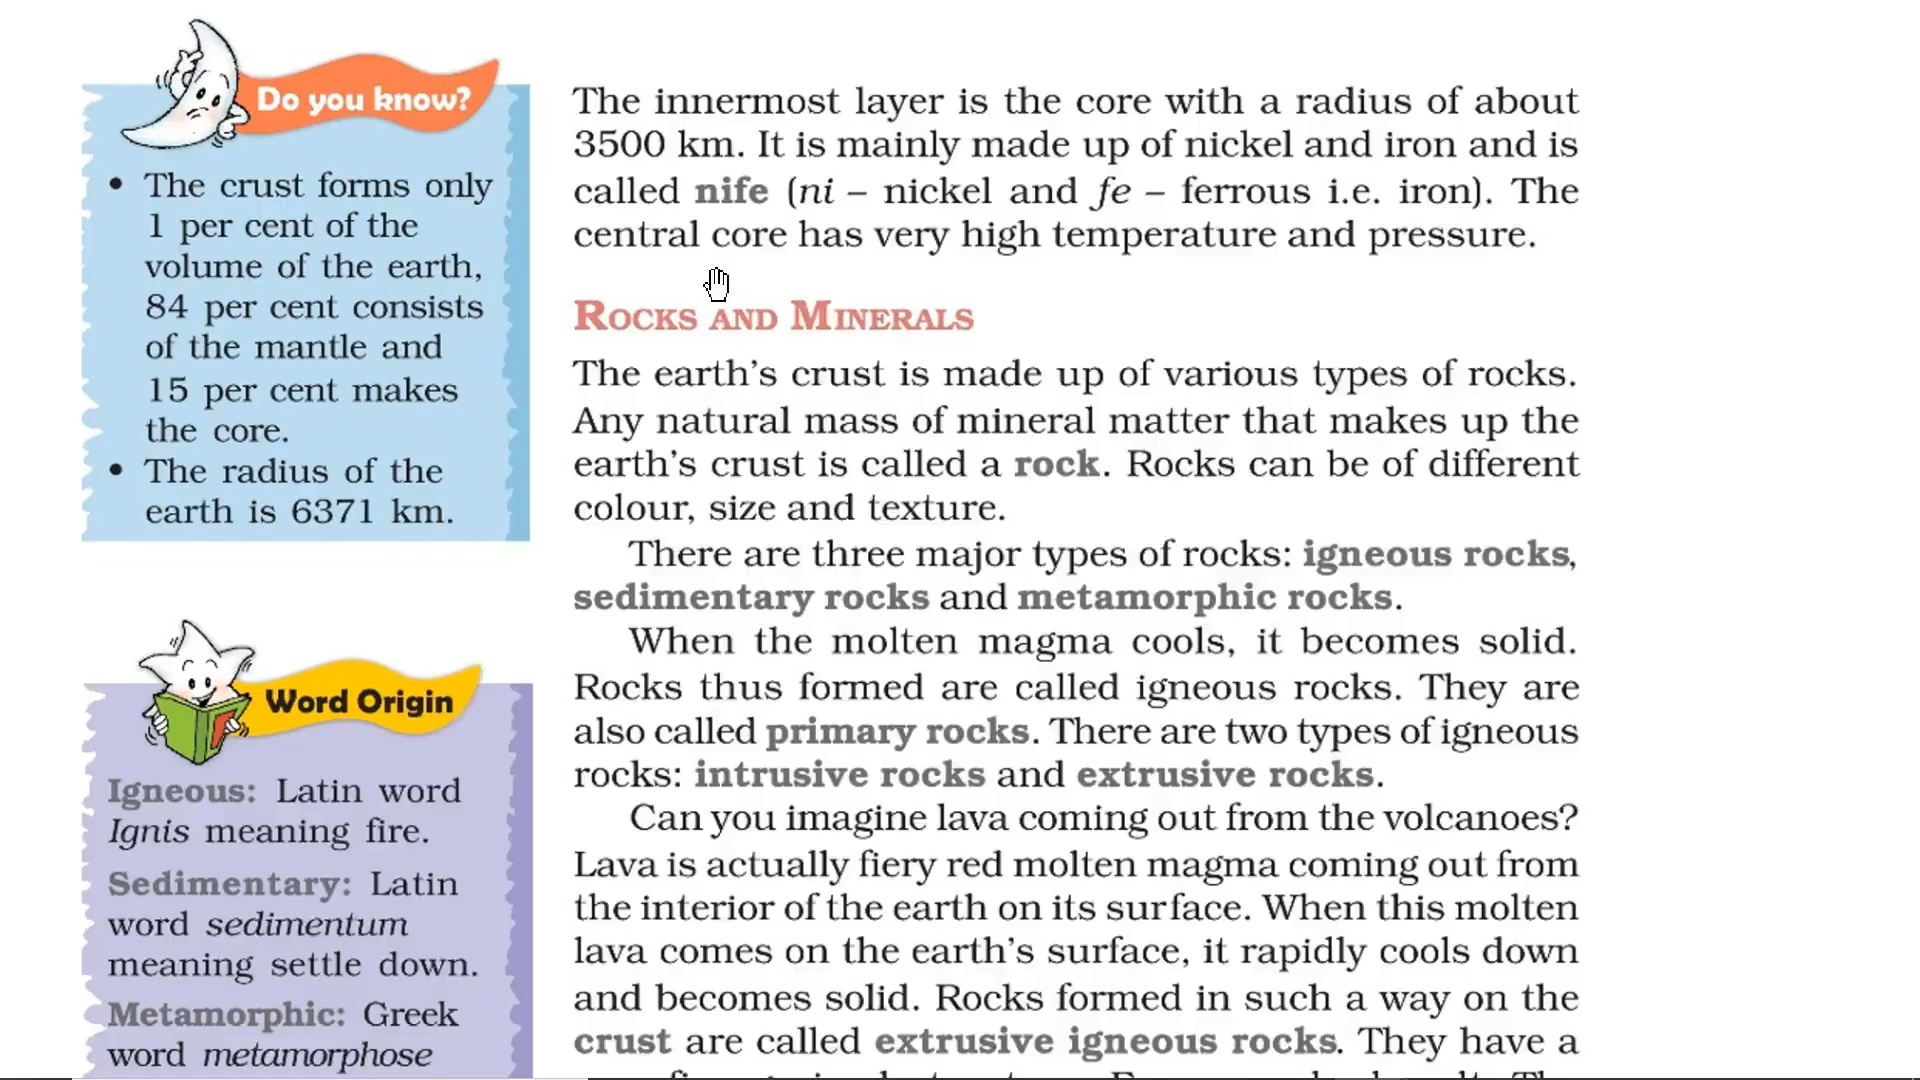 Do you know?
• The crust forms only
1 per cent of the
volume of the earth,
84 per cent consists
of the mantle and
15 per cent makes
the core.
• The radius of the
earth is 6371 km.
Word Origin
Igneous: Latin word
Ignis meaning fire.
Sedimentary: Latin
word sedimentum
meaning settle down.
Metamorphic: Greek
word metamorphose
The innermost layer is the core with a radius of about
3500 km. It is mainly made up of nickel and iron and is
called nife (ni – nickel and fe – ferrous i.e. iron). The
central core has very high temperature and pressure.
ROCKS AND MINERALS
The earth's crust is made up of various types of rocks.
Any natural mass of mineral matter that makes up the
earth's crust is called a rock. Rocks can be of different
colour, size and texture.
There are three major types of rocks: igneous rocks,
sedimentary rocks and metamorphic rocks.
When the molten magma cools, it becomes solid.
Rocks thus formed are called igneous rocks. They are
also called primary rocks. There are two types of igneous
rocks: intrusive rocks and extrusive rocks.
Can you imagine lava coming out from the volcanoes?
Lava is actually fiery red molten magma coming out from
the interior of the earth on its surface. When this molten
lava comes on the earth's surface, it rapidly cools down
and becomes solid. Rocks formed in such a way on the
crust are called extrusive igneous rocks. They have a